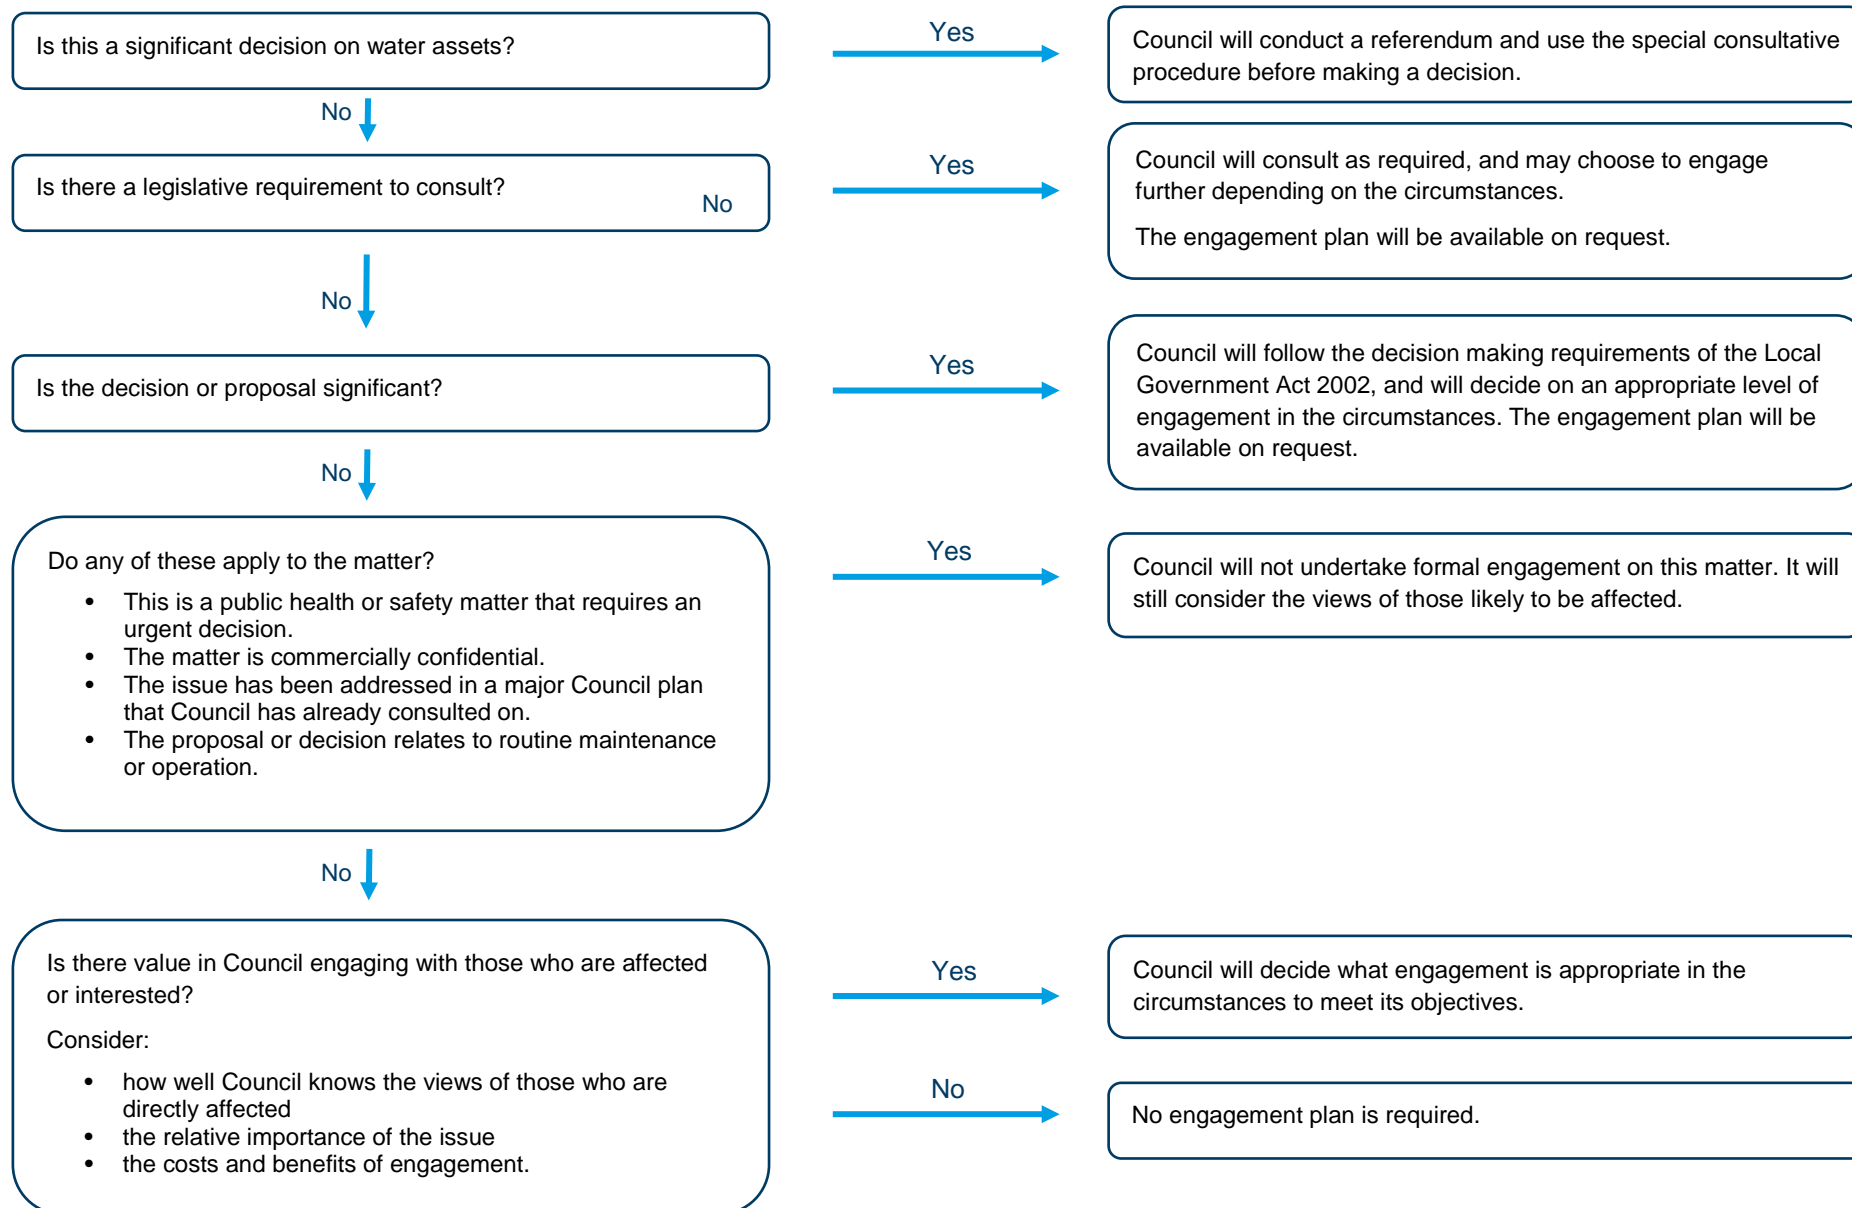 Is this a significant decision on water assets?
Yes
Council will conduct a referendum and use the special consultative
procedure before making a decision.
No
Is there a legislative requirement to consult?
No
Yes
Council will consult as required, and may choose to engage
further depending on the circumstances.
The engagement plan will be available on request.
No
Is the decision or proposal significant?
Yes
Council will follow the decision making requirements of the Local
Government Act 2002, and will decide on an appropriate level of
engagement in the circumstances. The engagement plan will be
available on request.
No
Do any of these apply to the matter?
• This is a public health or safety matter that requires an
urgent decision.
• The matter is commercially confidential.
• The issue has been addressed in a major Council plan
that Council has already consulted on.
• The proposal or decision relates to routine maintenance
or operation.
Yes
Council will not undertake formal engagement on this matter. It will
still consider the views of those likely to be affected.
No
Is there value in Council engaging with those who are affected
or interested?
Consider:
• how well Council knows the views of those who are
directly affected
• the relative importance of the issue
• the costs and benefits of engagement.
Yes
Council will decide what engagement is appropriate in the
circumstances to meet its objectives.
No
No engagement plan is required.